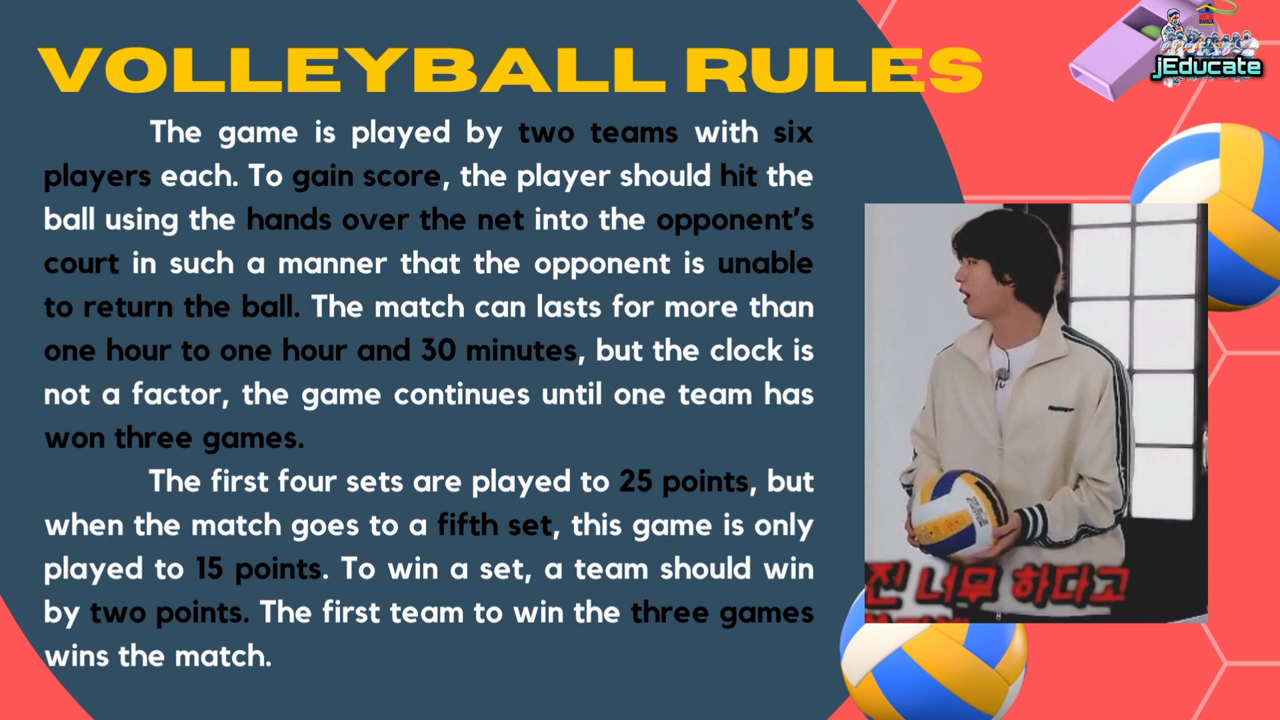 VOLLEYBALL RULES
jEducate
The game is played by two teams with six
players each. To gain score, the player should hit the
ball using the hands over the net into the opponent's
court in such a manner that the opponent is unable
to return the ball. The match can lasts for more than
one hour to one hour and 30 minutes, but the clock is
not a factor, the game continues until one team has
won three games.
The first four sets are played to 25 points, but
when the match goes to a fifth set, this game is only
played to 15 points. To win a set, a team should win
by two points. The first team to win the three games
wins the match.
진 너무 하다고